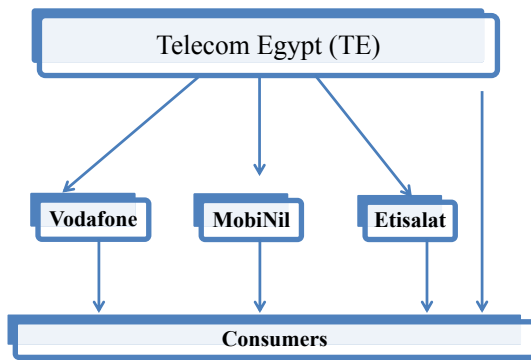 Telecom Egypt (TE)
Vodafone
MobiNil
Etisalat
Consumers